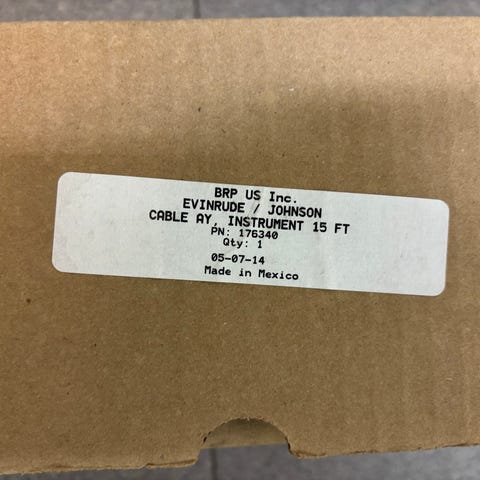 BRP US Inc.
EVINRUDE / JOHNSON
CABLE AY, INSTRUMENT 15 FT
PN: 176340
Qty: 1
05-07-14
Made in Mexico